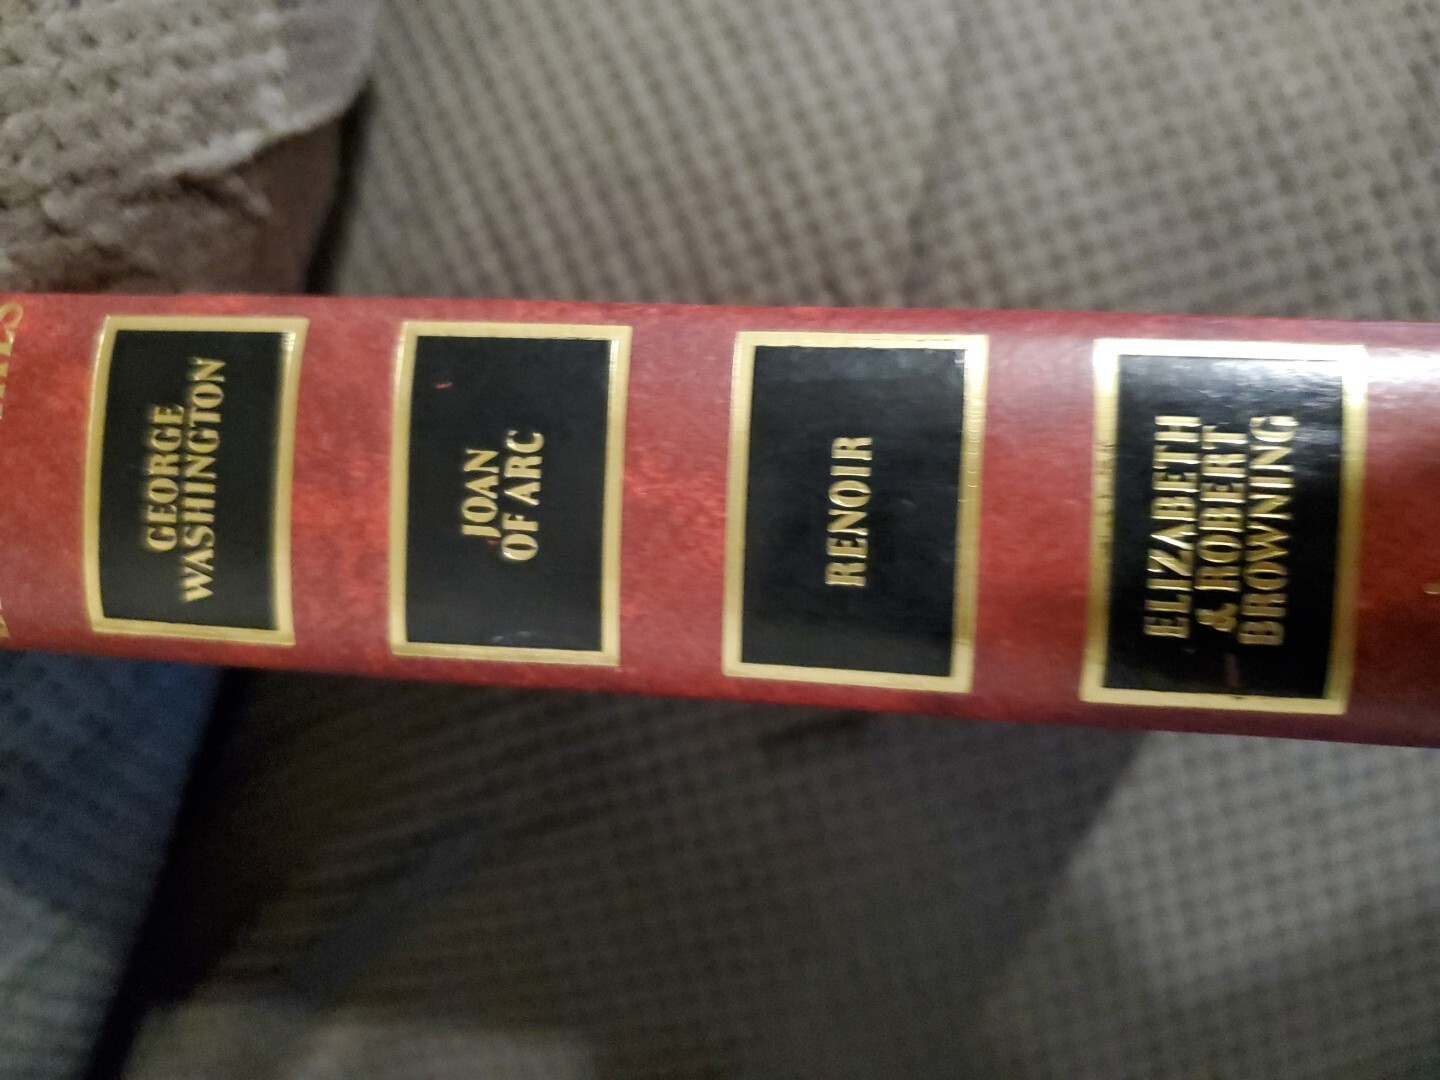 GEORGE
WASHINGTON
JOAN
OF ARC
RENOIR
ELIZABETH
& ROBERT
BROWNING